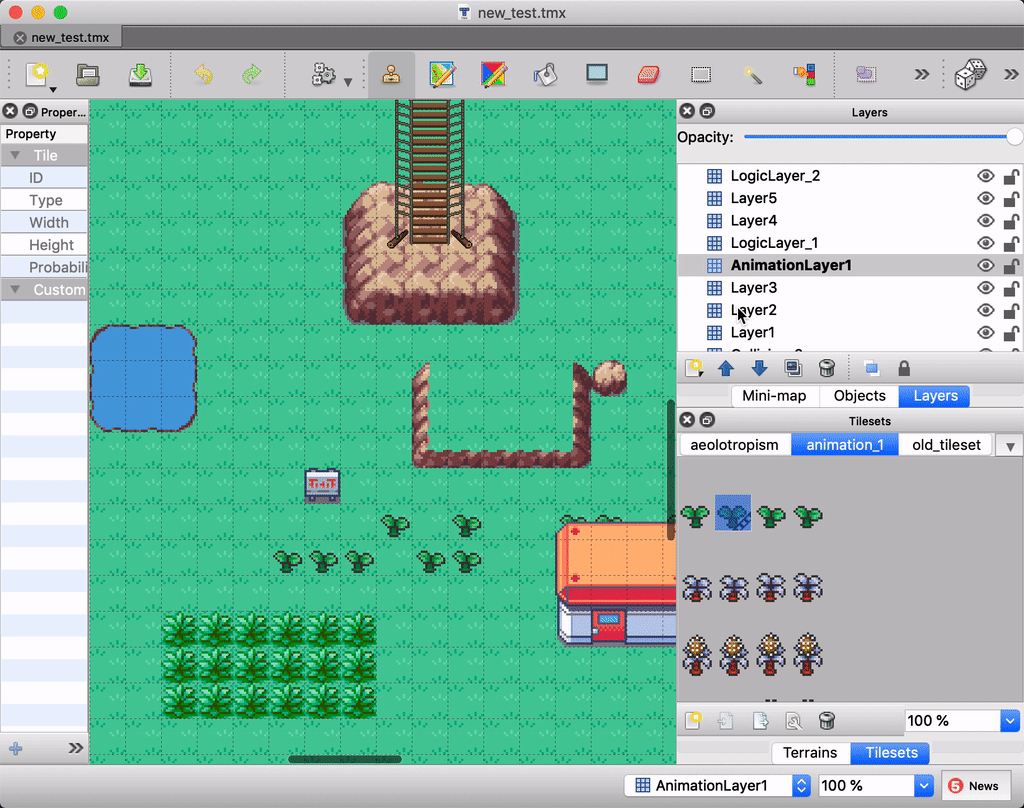 new_test.tmx
new_test.tmx
Proper...
Property
Tile
ID
Type
Width
Height
Probabili
Custom
Layers
Opacity:
LogicLayer_2
Layer5
Layer4
LogicLayer_1
AnimationLayer1
Layer3
Layer2
Layer1
Mini-map Objects Layers
Tilesets
aeolotropism animation_1 old_tileset
100 %
Terrains Tilesets
AnimationLayer1 100 % 5 News